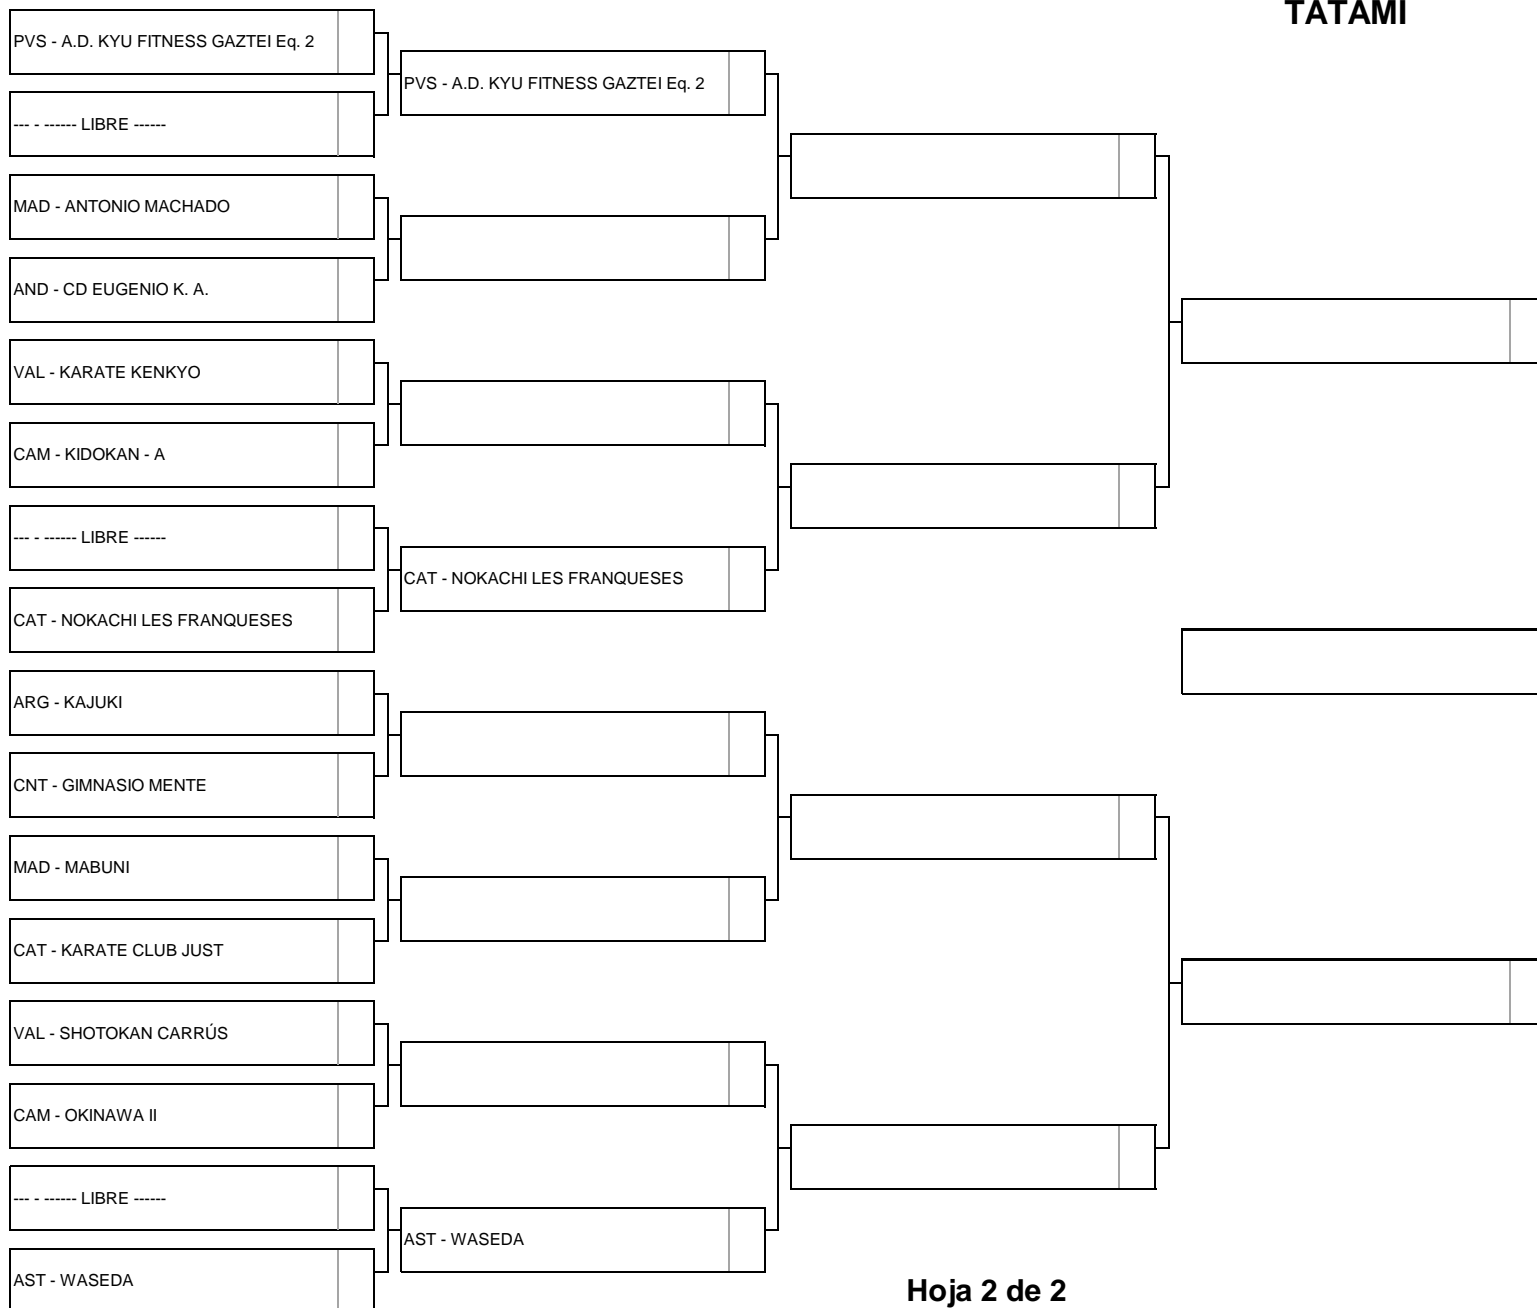 TATAMI
PVS - A.D. KYU FITNESS GAZTEI Eq. 2
--- - ------ LIBRE ------
MAD - ANTONIO MACHADO
AND - CD EUGENIO K. A.
VAL - KARATE KENKYO
CAM - KIDOKAN - A
--- - ------ LIBRE ------
CAT - NOKACHI LES FRANQUESES
ARG - KAJUKI
CNT - GIMNASIO MENTE
MAD - MABUNI
CAT - KARATE CLUB JUST
VAL - SHOTOKAN CARRÚS
CAM - OKINAWA II
--- - ------ LIBRE ------
AST - WASEDA
PVS - A.D. KYU FITNESS GAZTEI Eq. 2
CAT - NOKACHI LES FRANQUESES
AST - WASEDA
Hoja 2 de 2